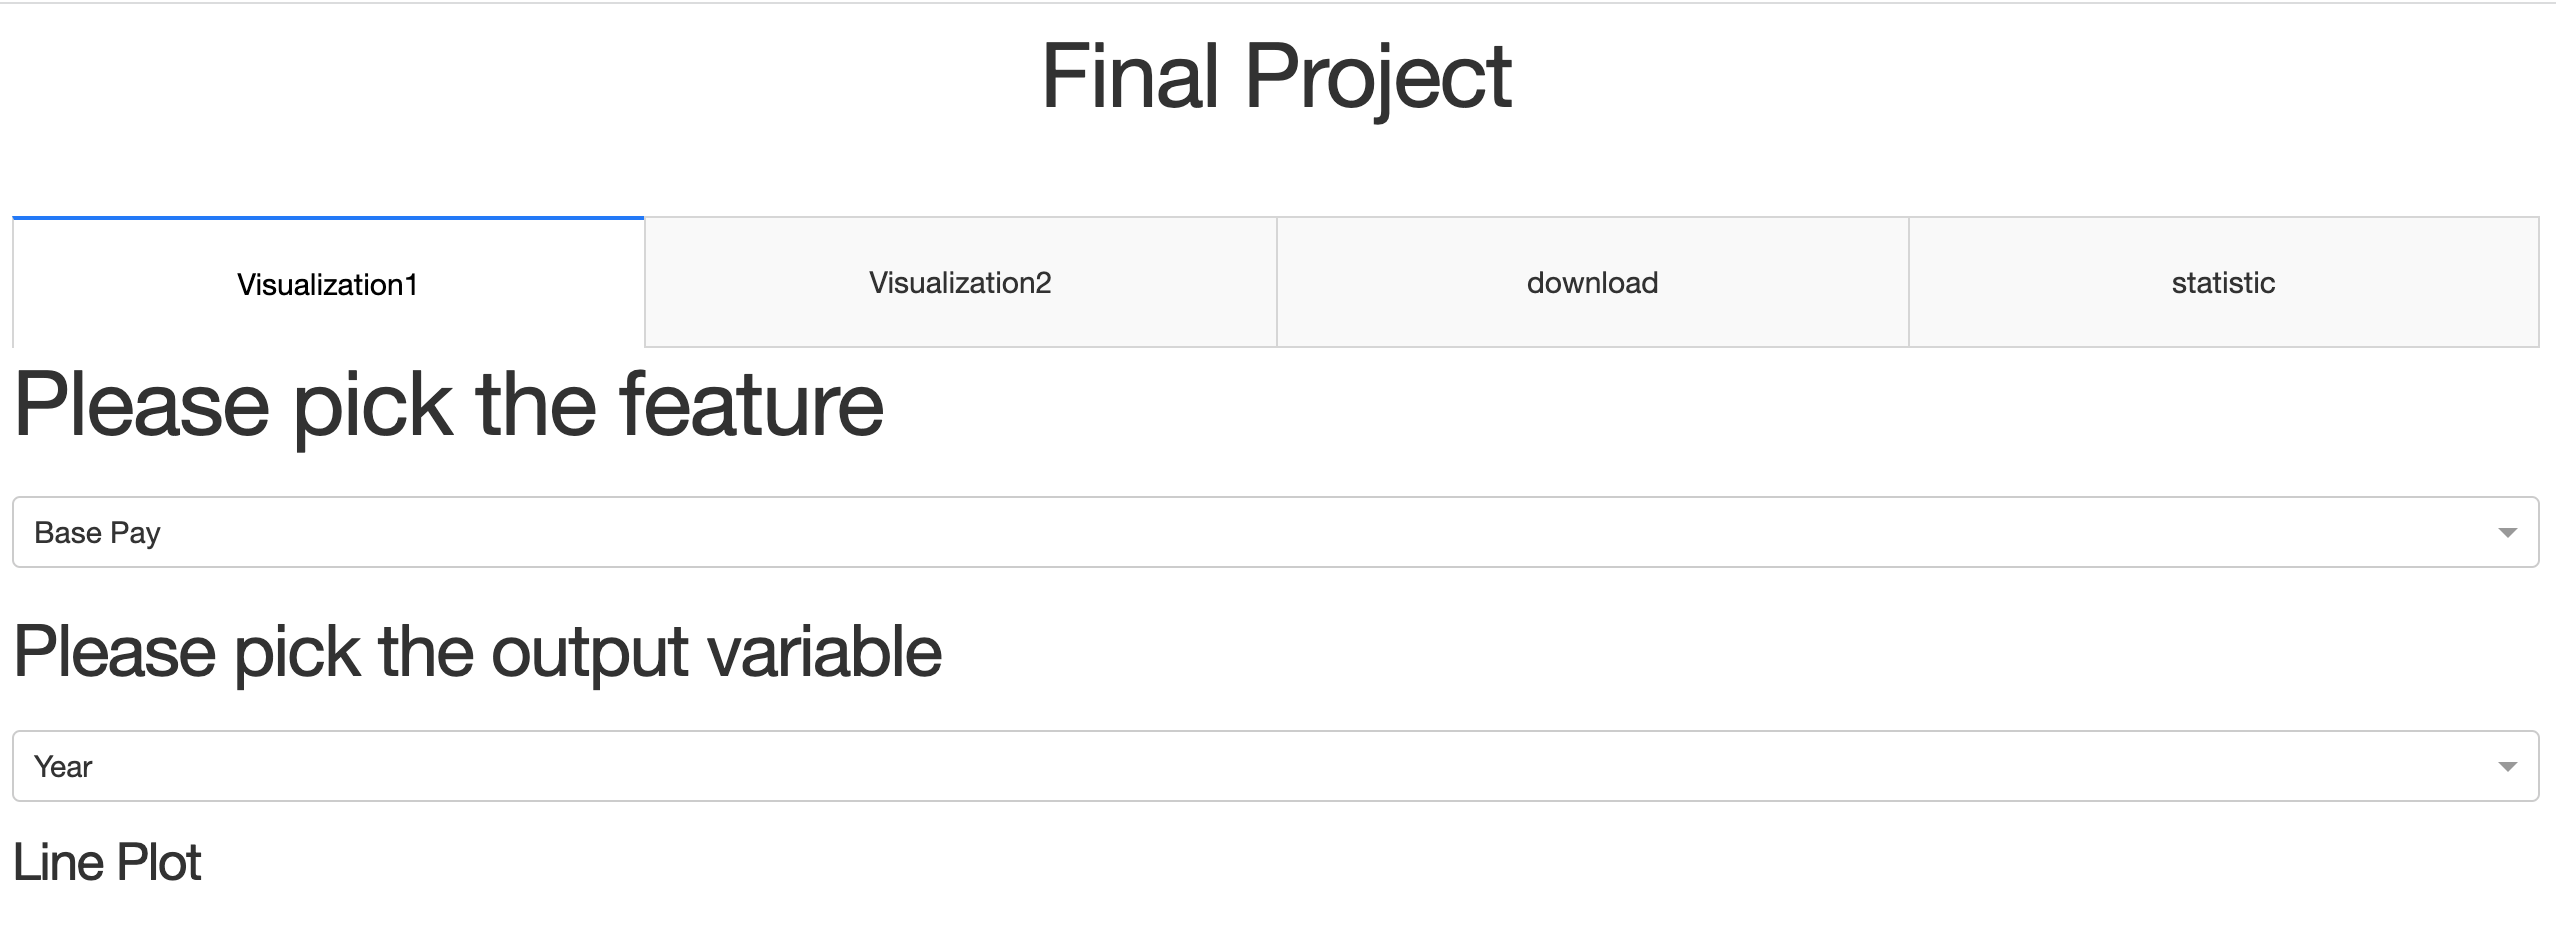 Final Project
Visualization1
Visualization2
download
statistic
Please pick the feature
Base Pay
Please pick the output variable
Year
Line Plot